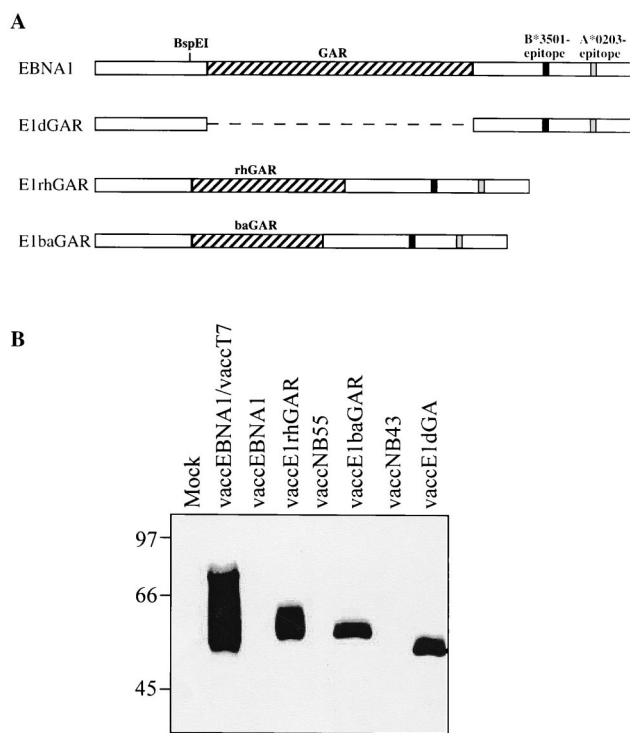 A
BspEI
GAR
B*3501-
epitope
A*0203-
epitope
EBNA1
E1dGAR
rhGAR
E1rhGAR
baGAR
E1baGAR
B
Mock
vaccEBNA1/vaccT7
vaccEBNA1
vaccE1rhGAR
vaccNB55
vaccE1baGAR
vaccNB43
vaccE1dGA
97
66
45